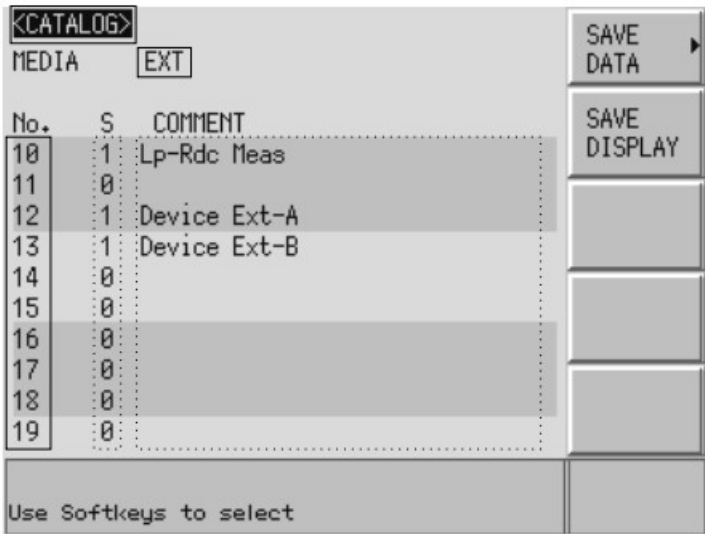 <CATALOG>
MEDIA EXT
No. S COMMENT
10 1 Lp-Rdc Meas
11 0
12 1 Device Ext-A
13 1 Device Ext-B
14 0
15 0
16 0
17 0
18 0
19 0
Use Softkeys to select
SAVE
DATA
SAVE
DISPLAY